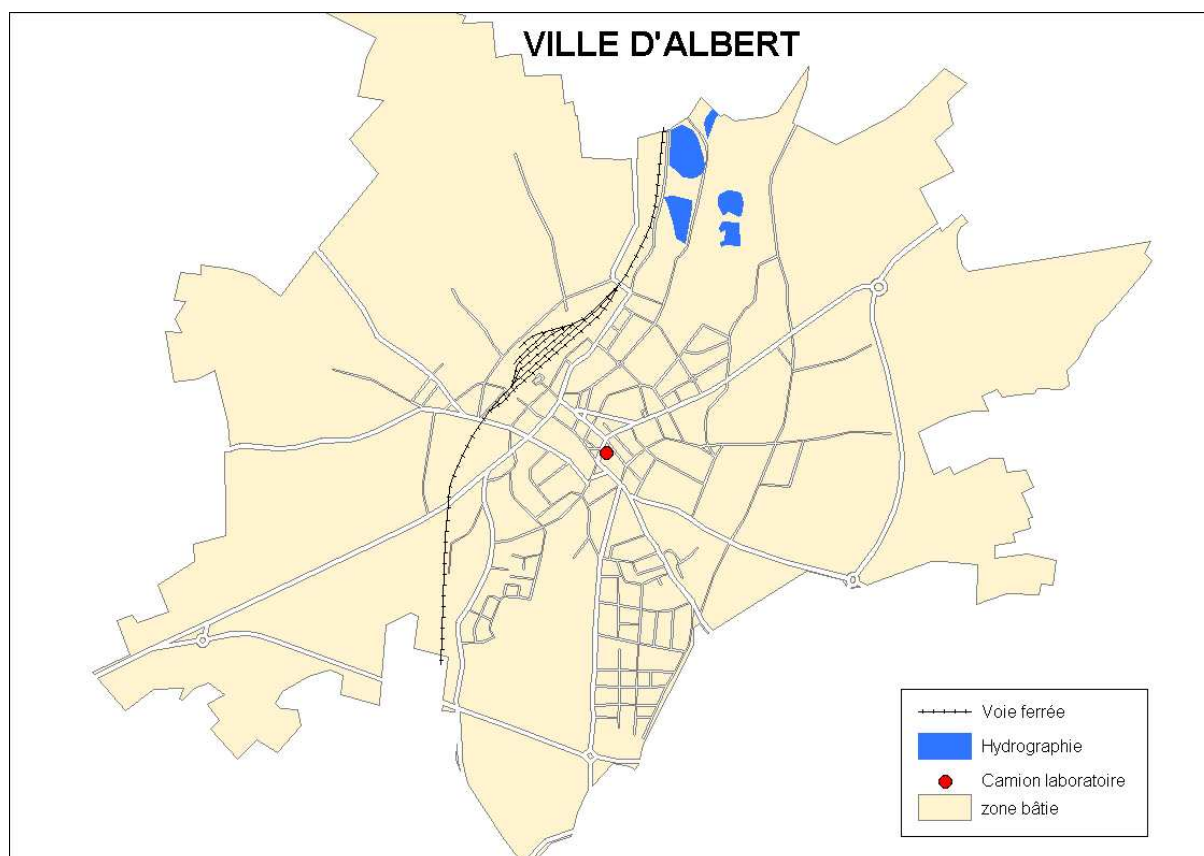 VILLE D'ALBERT
Voie ferrée
Hydrographie
Camion laboratoire
zone bâtie